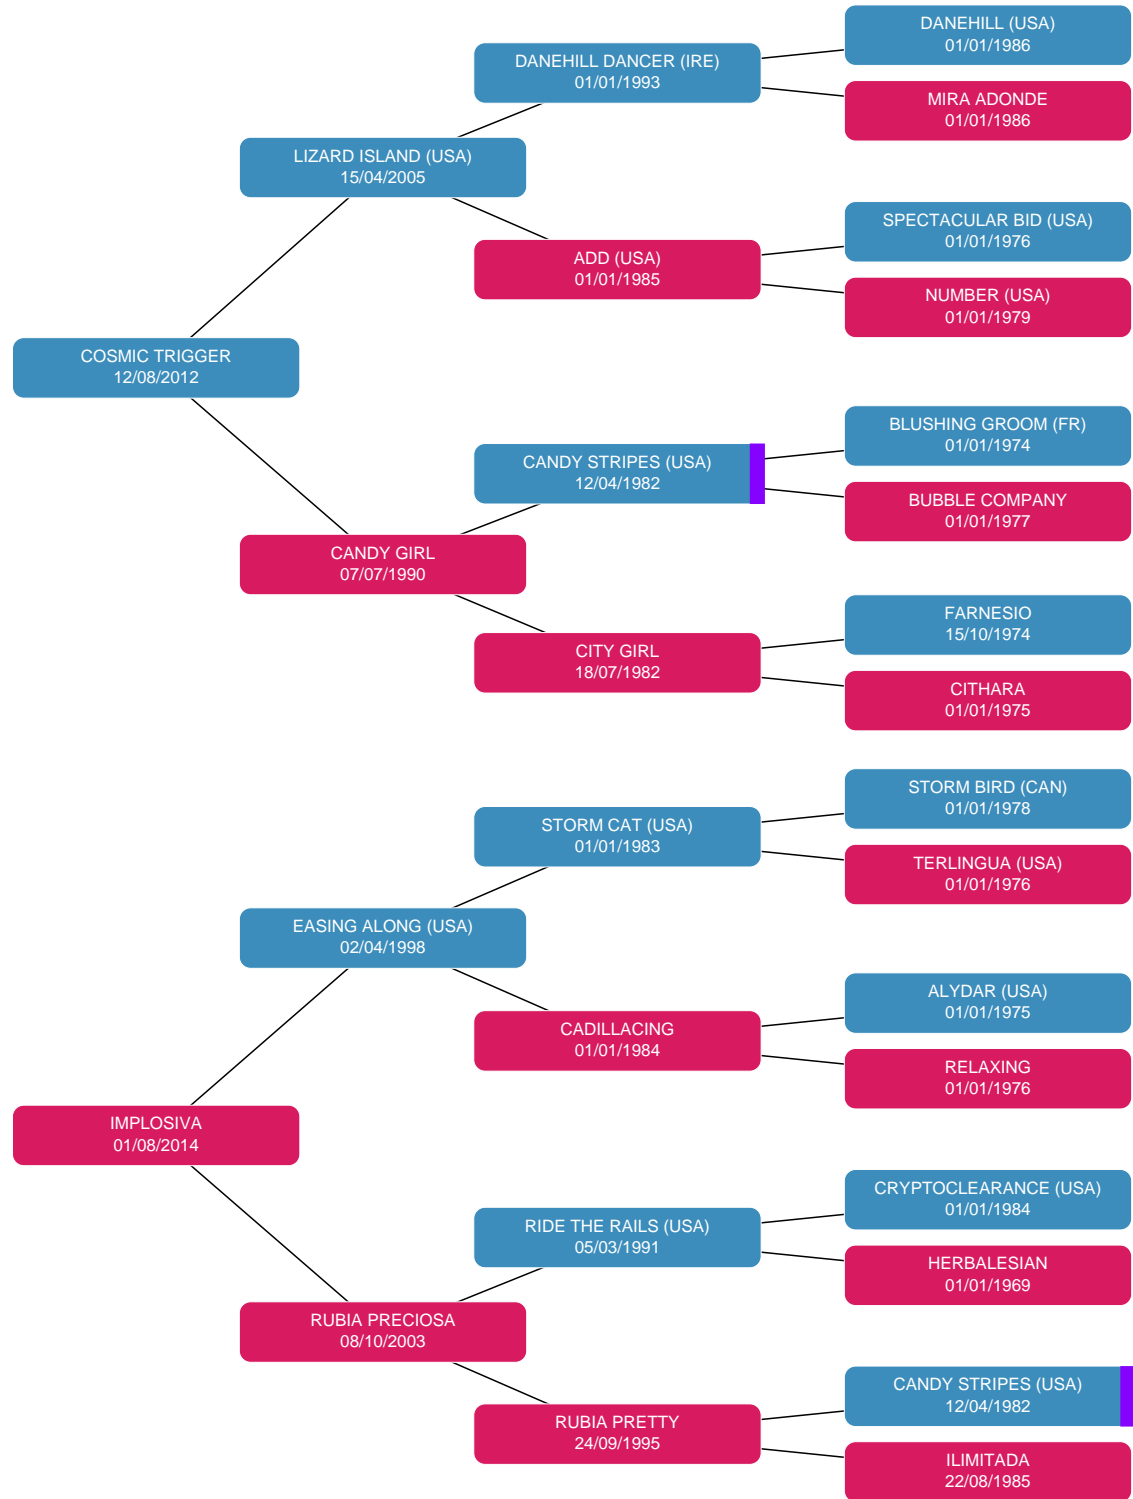 DANEHILL (USA)
01/01/1986
DANEHILL DANCER (IRE)
01/01/1993
MIRA ADONDE
01/01/1986
LIZARD ISLAND (USA)
15/04/2005
SPECTACULAR BID (USA)
01/01/1976
ADD (USA)
01/01/1985
NUMBER (USA)
01/01/1979
COSMIC TRIGGER
12/08/2012
BLUSHING GROOM (FR)
01/01/1974
CANDY STRIPES (USA)
12/04/1982
BUBBLE COMPANY
01/01/1977
CANDY GIRL
07/07/1990
FARNESIO
15/10/1974
CITY GIRL
18/07/1982
CITHARA
01/01/1975
STORM BIRD (CAN)
01/01/1978
STORM CAT (USA)
01/01/1983
TERLINGUA (USA)
01/01/1976
EASING ALONG (USA)
02/04/1998
ALYDAR (USA)
01/01/1975
CADILLACING
01/01/1984
RELAXING
01/01/1976
IMPLOSIVA
01/08/2014
CRYPTOCLEARANCE (USA)
01/01/1984
RIDE THE RAILS (USA)
05/03/1991
HERBALESIAN
01/01/1969
RUBIA PRECIOSA
08/10/2003
CANDY STRIPES (USA)
12/04/1982
RUBIA PRETTY
24/09/1995
ILIMITADA
22/08/1985